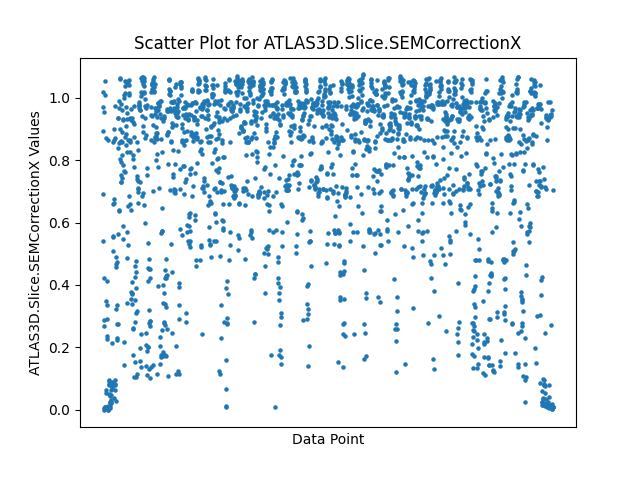 Scatter Plot for ATLAS3D.Slice.SEMCorrectionX
ATLAS3D.Slice.SEMCorrectionX Values
1.0
0.8
0.6
0.4
0.2
0.0
Data Point